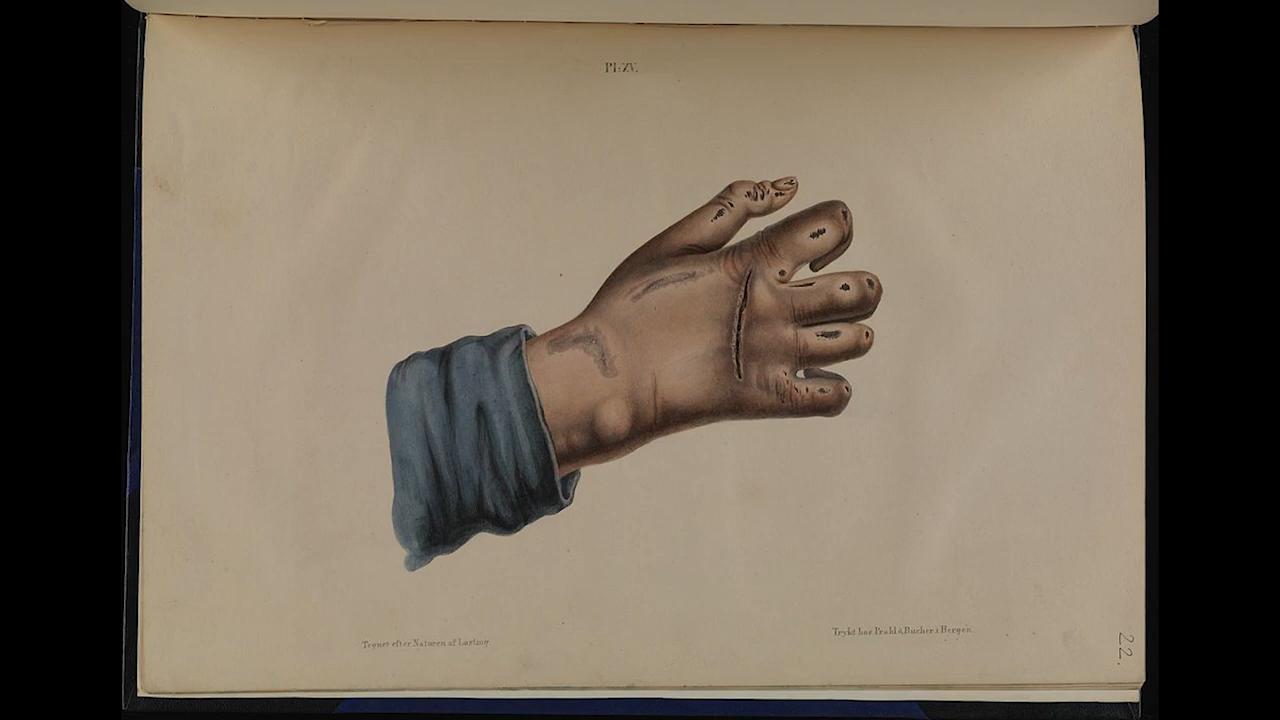 Pl: XV.
Tegnet efter Naturen af Losting.
Trykt hos Prahl & Bucher i Bergen.
22.